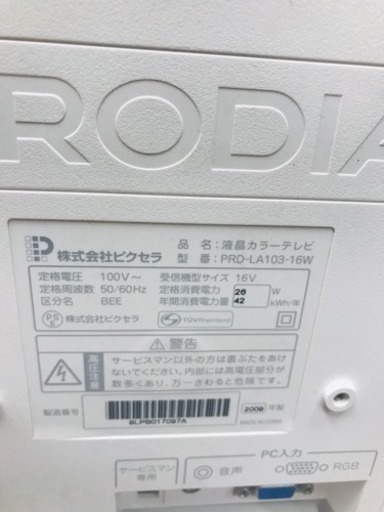 RODIA
株式会社ピクセラ
品 名：液晶カラーテレビ
型 番：PRD-LA103-16W
定格電圧 100V～
定格周波数 50/60Hz
区分名 BEE
受信機型サイズ 16V
定格消費電力 26 W
年間消費電力量 42 kWh/年
PS E 株式会社ピクセラ
TÜVRheinland
警告
高圧注意
サービスマン以外の方は裏ぶたをあけ
ないでください。内部には高電圧部分が
数多くあり、万一さわると危険です。
製造番号
9LPB017097A
2009 年製
サービスマン
専用
音声
PC入力
RGB